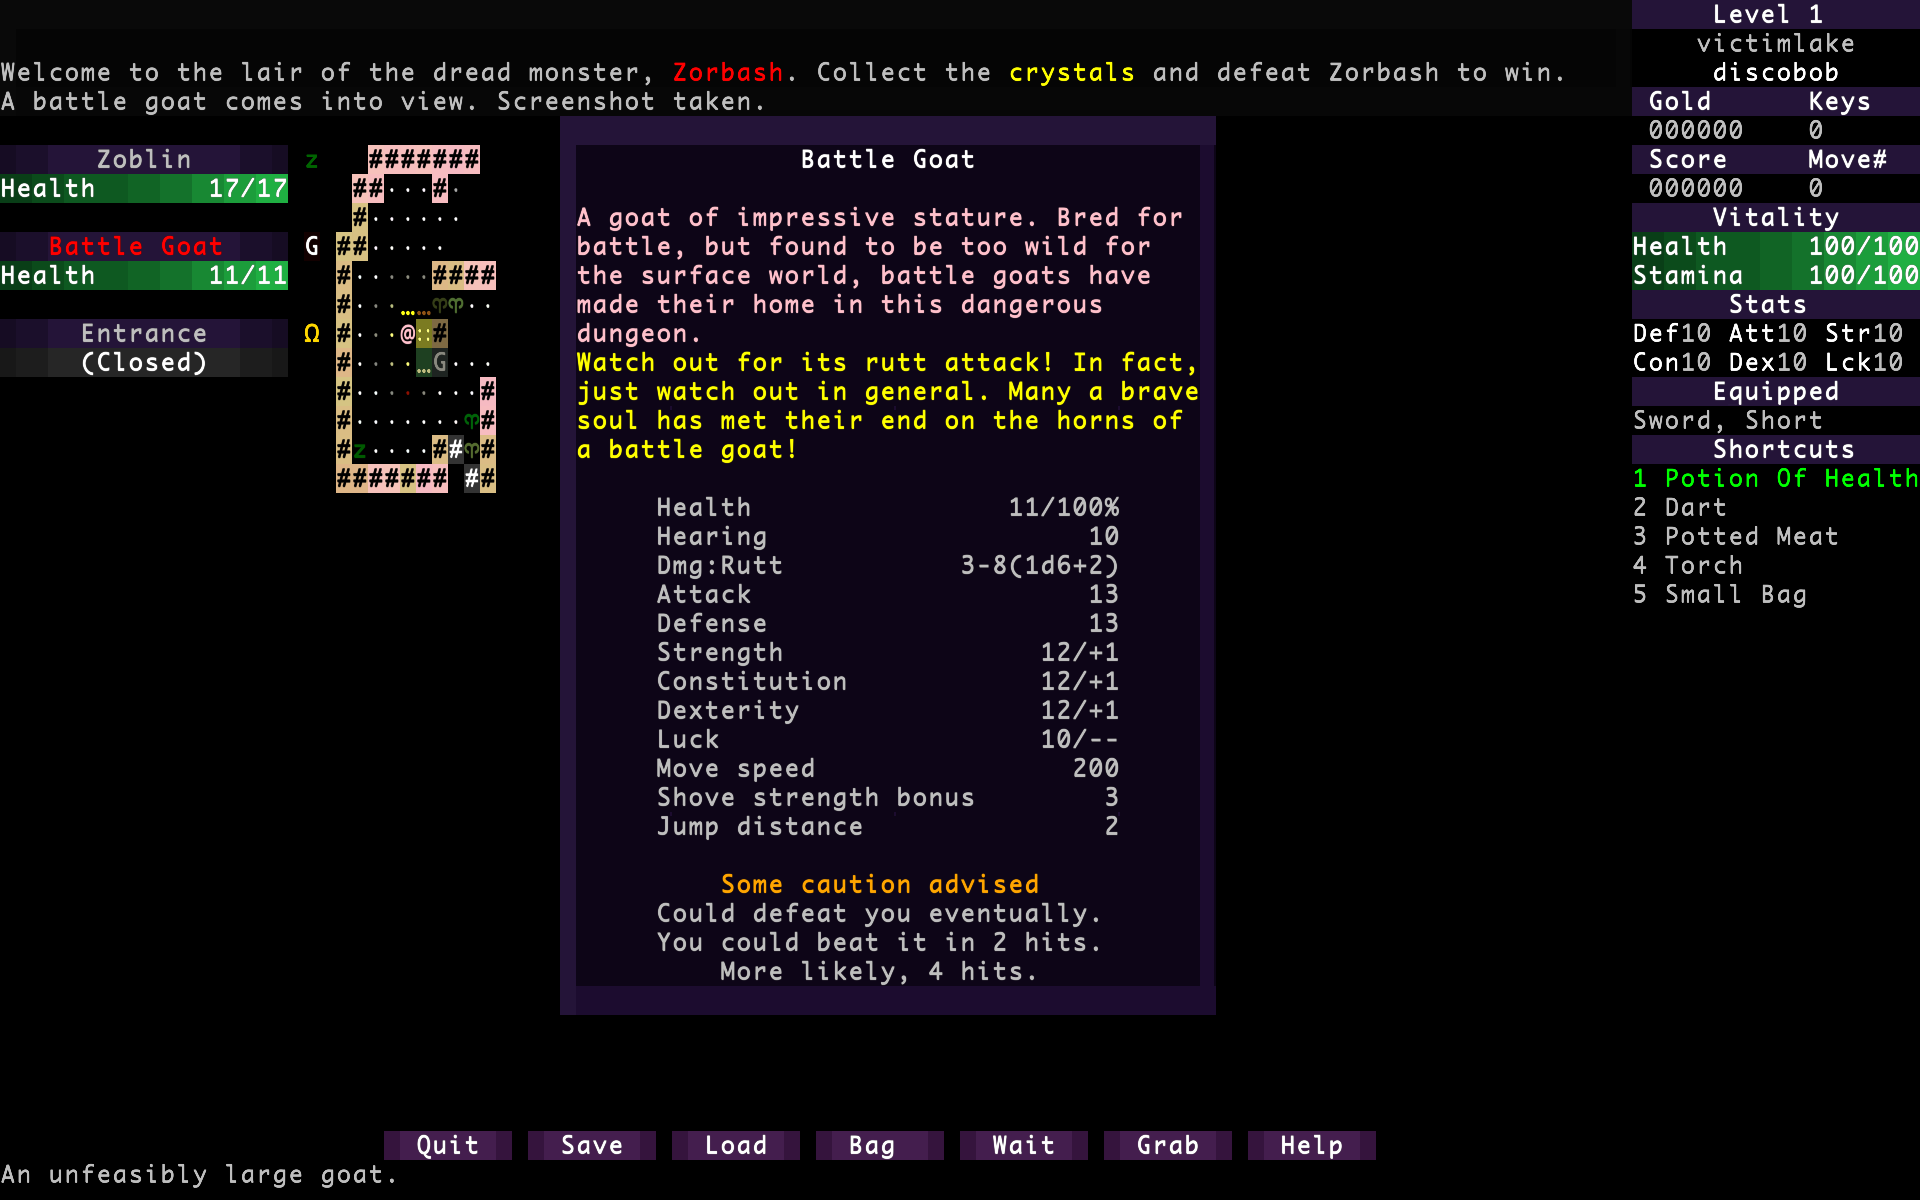 Welcome to the lair of the dread monster, Zorbash. Collect the crystals and defeat Zorbash to win.
A battle goat comes into view. Screenshot taken.
Zoblin z
Health 17/17
Battle Goat G
Health 11/11
Entrance Ω
(Closed)
#######
##...#.
#......
##.....
#.....####
#...……ෆෆ..
#...@::#
#....…G...
#........#
#.......ෆ#
#z....##ෆ#
####### ##
Battle Goat
A goat of impressive stature. Bred for
battle, but found to be too wild for
the surface world, battle goats have
made their home in this dangerous
dungeon.
Watch out for its rutt attack! In fact,
just watch out in general. Many a brave
soul has met their end on the horns of
a battle goat!
Health 11/100%
Hearing 10
Dmg:Rutt 3-8(1d6+2)
Attack 13
Defense 13
Strength 12/+1
Constitution 12/+1
Dexterity 12/+1
Luck 10/--
Move speed 200
Shove strength bonus 3
Jump distance 2
Some caution advised
Could defeat you eventually.
You could beat it in 2 hits.
More likely, 4 hits.
Level 1
victimlake
discobob
Gold Keys
000000 0
Score Move#
000000 0
Vitality
Health 100/100
Stamina 100/100
Stats
Def10 Att10 Str10
Con10 Dex10 Lck10
Equipped
Sword, Short
Shortcuts
1 Potion Of Health
2 Dart
3 Potted Meat
4 Torch
5 Small Bag
Quit Save Load Bag Wait Grab Help
An unfeasibly large goat.